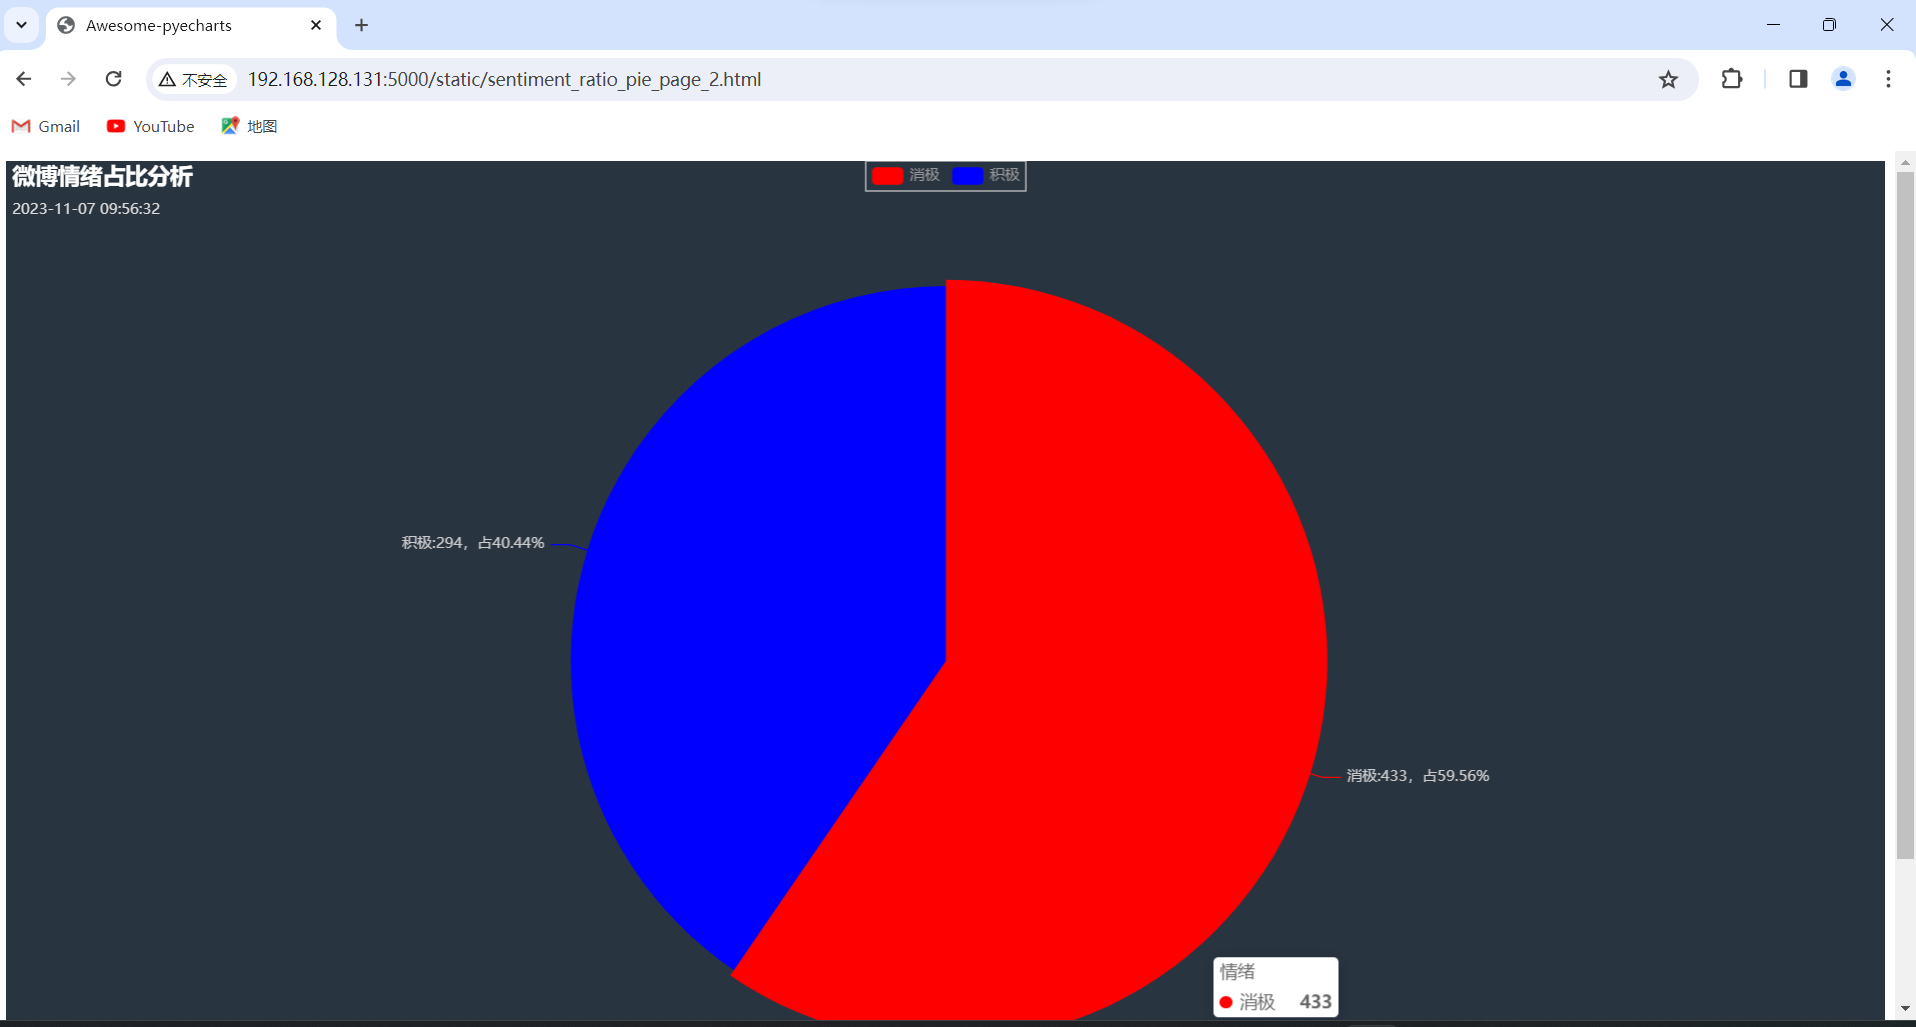 Awesome-pyecharts
不安全 192.168.128.131:5000/static/sentiment_ratio_pie_page_2.html
Gmail YouTube 地图
微博情绪占比分析
2023-11-07 09:56:32
消极 积极
积极:294，占40.44%
消极:433，占59.56%
情绪
消极 433